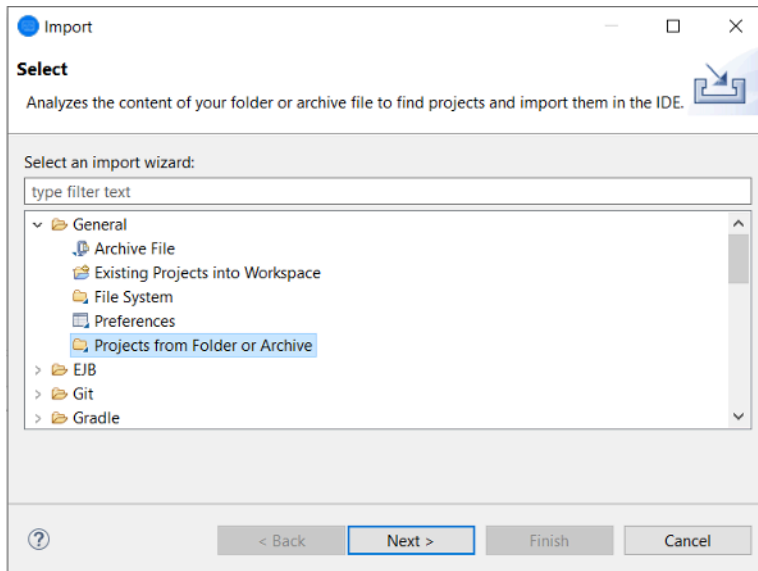 Import
Select
Analyzes the content of your folder or archive file to find projects and import them in the IDE.
Select an import wizard:
type filter text
General
Archive File
Existing Projects into Workspace
File System
Preferences
Projects from Folder or Archive
EJB
Git
Gradle
< Back Next > Finish Cancel